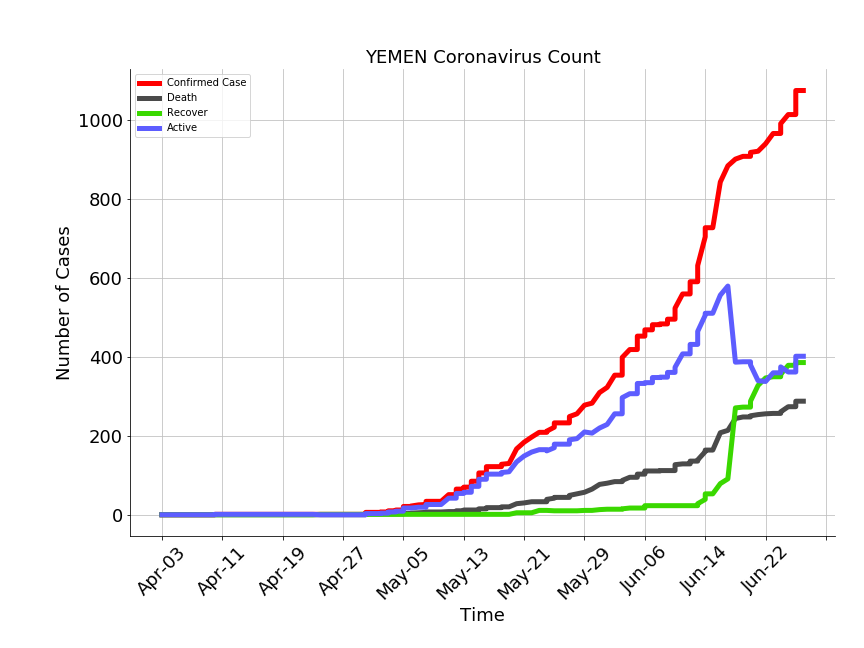 YEMEN Coronavirus Count
Confirmed Case
Death
Recover
Active
1000
800
600
400
200
0
Number of Cases
Apr-03
Apr-11
Apr-19
Apr-27
May-05
May-13
May-21
May-29
Jun-06
Jun-14
Jun-22
Time